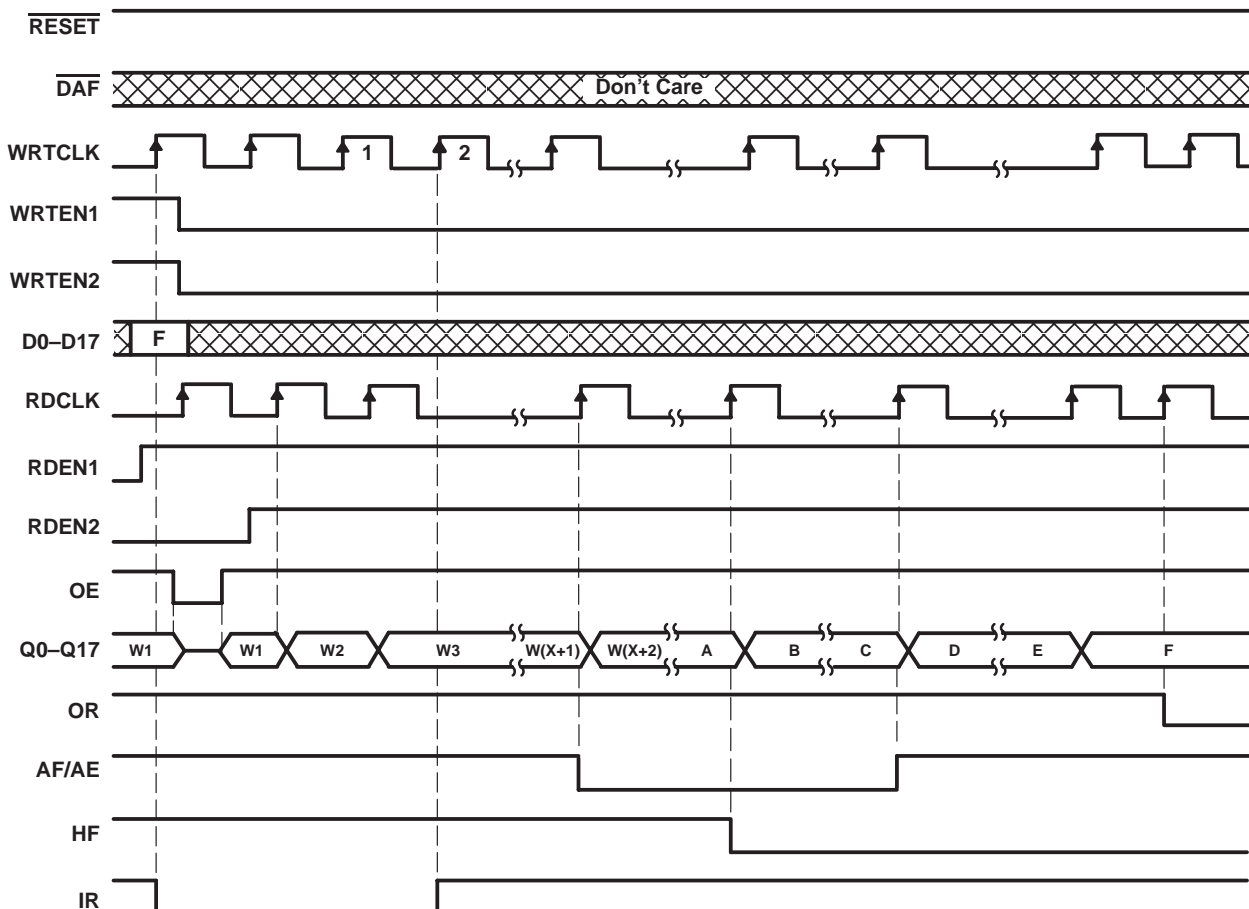 RESET
DAF Don't Care
WRTCLK 1 2
WRTEN1
WRTEN2
D0–D17 F
RDCLK
RDEN1
RDEN2
OE
Q0–Q17 W1 W1 W2 W3 W(X+1) W(X+2) A B C D E F
OR
AF/AE
HF
IR